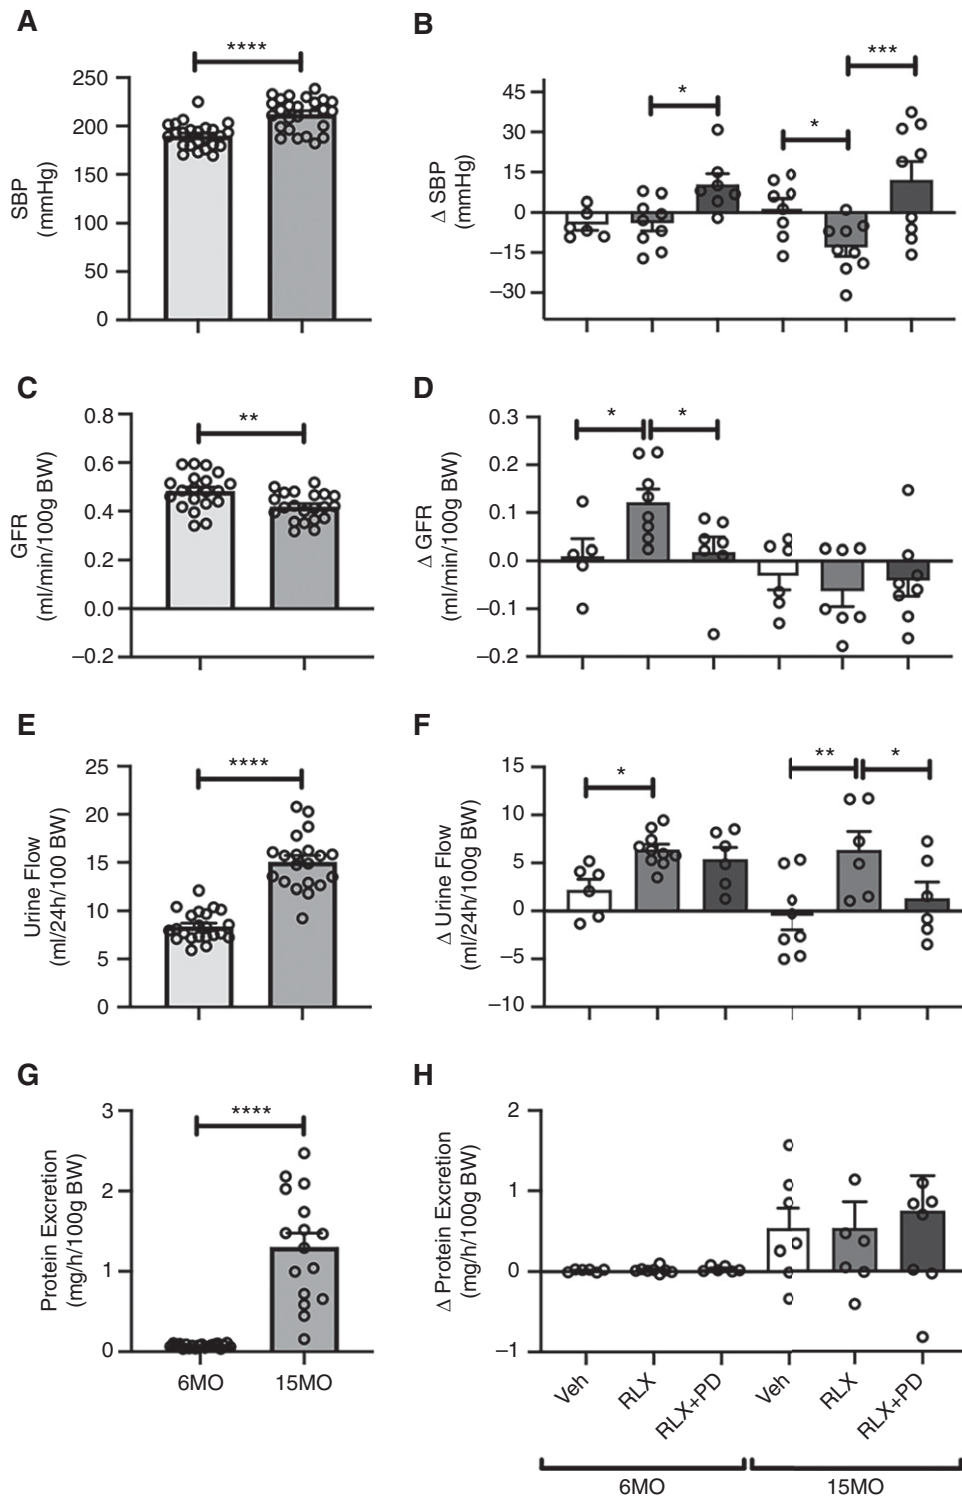 A
SBP
(mmHg)
250
200
150
100
50
0
****
B
Δ SBP
(mmHg)
45
30
15
0
–15
–30
*
*
***
C
GFR
(ml/min/100g BW)
0.8
0.6
0.4
0.2
0.0
–0.2
**
D
Δ GFR
(ml/min/100g BW)
0.3
0.2
0.1
0.0
–0.1
–0.2
*
*
E
Urine Flow
(ml/24h/100 BW)
25
20
15
10
5
0
****
F
Δ Urine Flow
(ml/24h/100g BW)
15
10
5
0
–5
–10
*
**
*
G
Protein Excretion
(mg/h/100g BW)
3
2
1
0
****
6MO
15MO
H
Δ Protein Excretion
(mg/h/100g BW)
2
1
0
–1
Veh
RLX
RLX+PD
Veh
RLX
RLX+PD
6MO
15MO